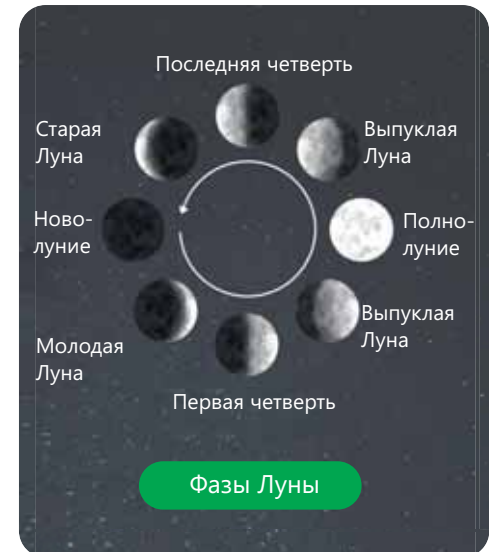 Последняя четверть
Старая
Луна
Выпуклая
Луна
Ново-
луние
Полно-
луние
Молодая
Луна
Выпуклая
Луна
Первая четверть
Фазы Луны